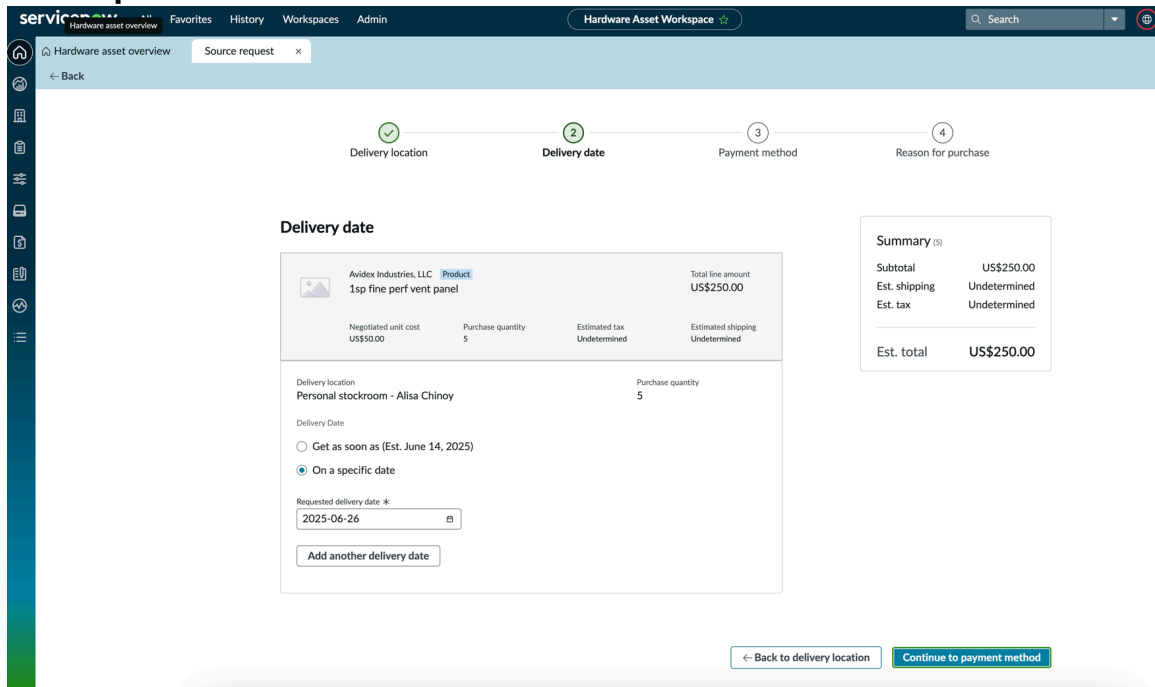 servicenow All Favorites History Workspaces Admin Hardware Asset Workspace ☆ Search
Hardware asset overview
Hardware asset overview Source request ×
← Back
2 3 4
Delivery location Delivery date Payment method Reason for purchase
Delivery date
Avidex Industries, LLC Product Total line amount
1sp fine perf vent panel US$250.00
Negotiated unit cost Purchase quantity Estimated tax Estimated shipping
US$50.00 5 Undetermined Undetermined
Summary (5)
Subtotal US$250.00
Est. shipping Undetermined
Est. tax Undetermined
Est. total US$250.00
Delivery location Purchase quantity
Personal stockroom - Alisa Chinoy 5
Delivery Date
Get as soon as (Est. June 14, 2025)
On a specific date
Requested delivery date *
2025-06-26
Add another delivery date
← Back to delivery location Continue to payment method